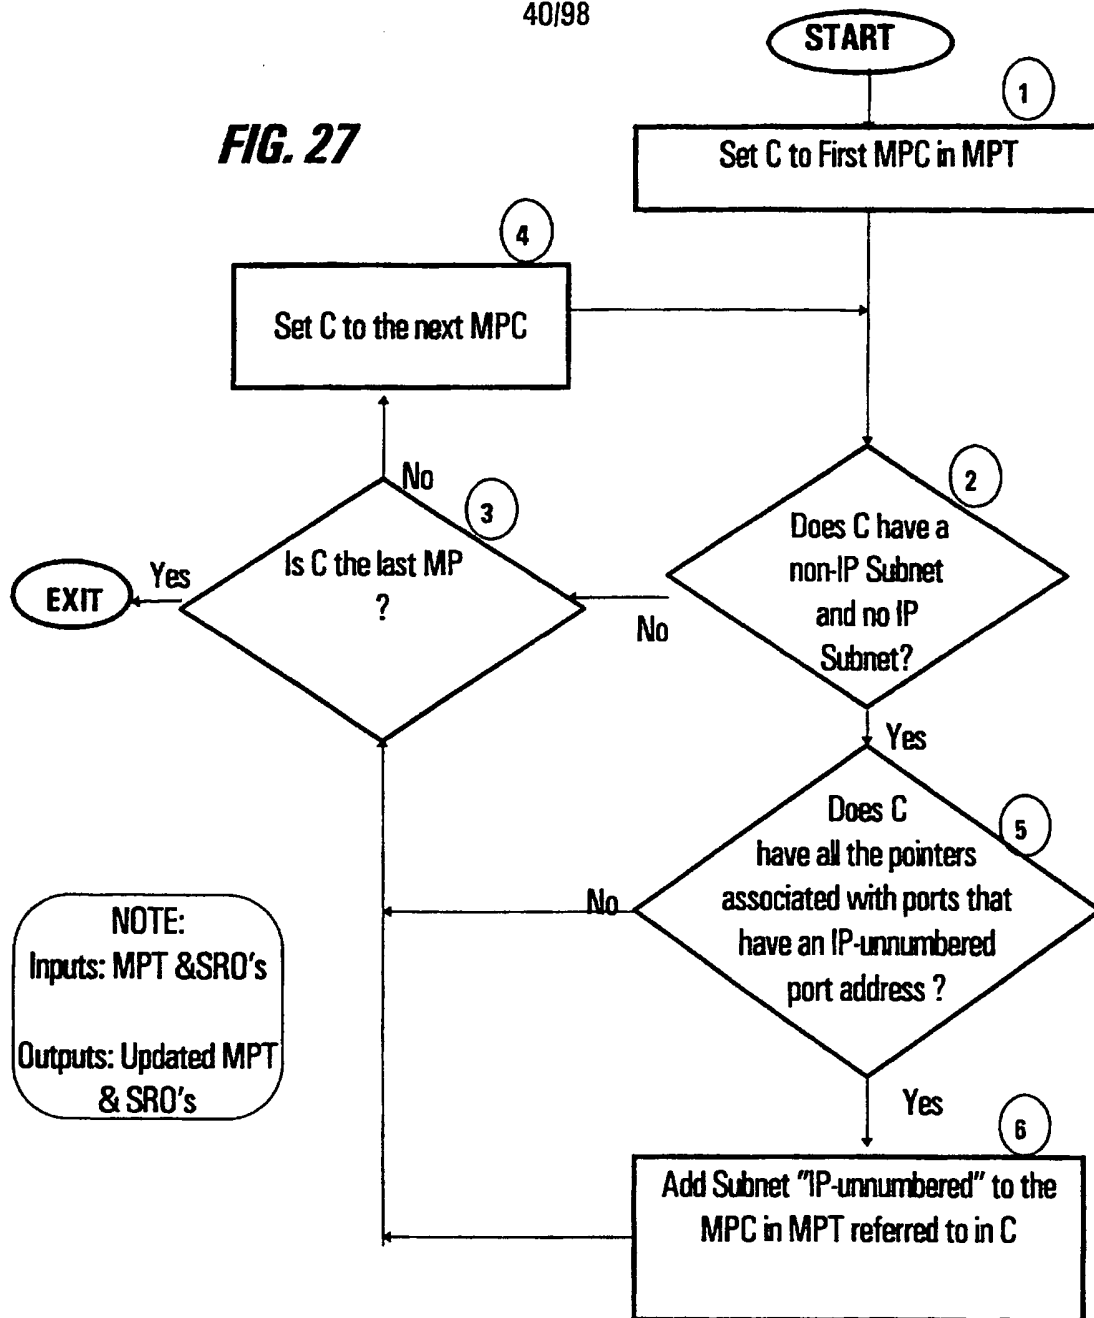 40/98
START
FIG. 27
1
Set C to First MPC in MPT
4
Set C to the next MPC
No
2
Does C have a
non-IP Subnet
and no IP
Subnet?
3
Is C the last MP
?
Yes
EXIT
No
Yes
Does C
have all the pointers
associated with ports that
have an IP-unnumbered
port address ?
5
No
NOTE:
Inputs: MPT &SRO's
Outputs: Updated MPT
& SRO's
Yes
6
Add Subnet "IP-unnumbered" to the
MPC in MPT referred to in C